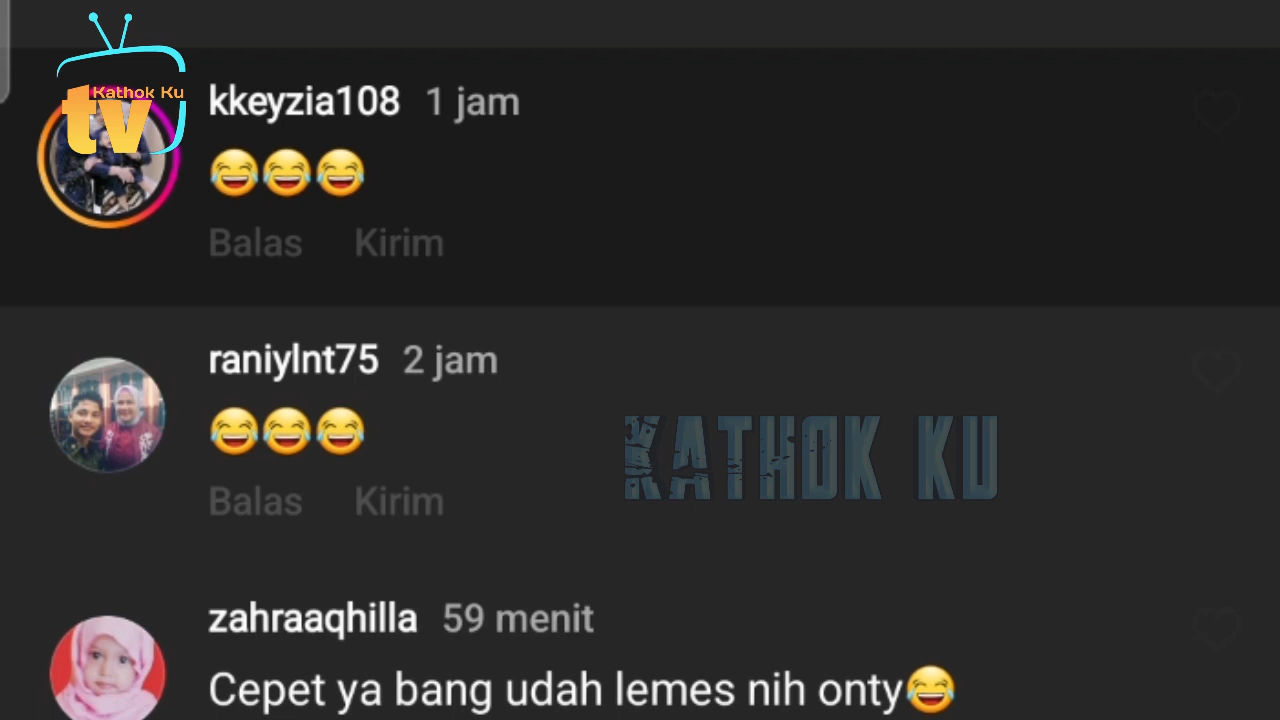 Kathok Ku
tv
kkeyzia108 1 jam
😂😂😂
Balas Kirim
raniylnt75 2 jam
😂😂😂
KATHOK KU
Balas Kirim
zahraaqhilla 59 menit
Cepet ya bang udah lemes nih onty😂